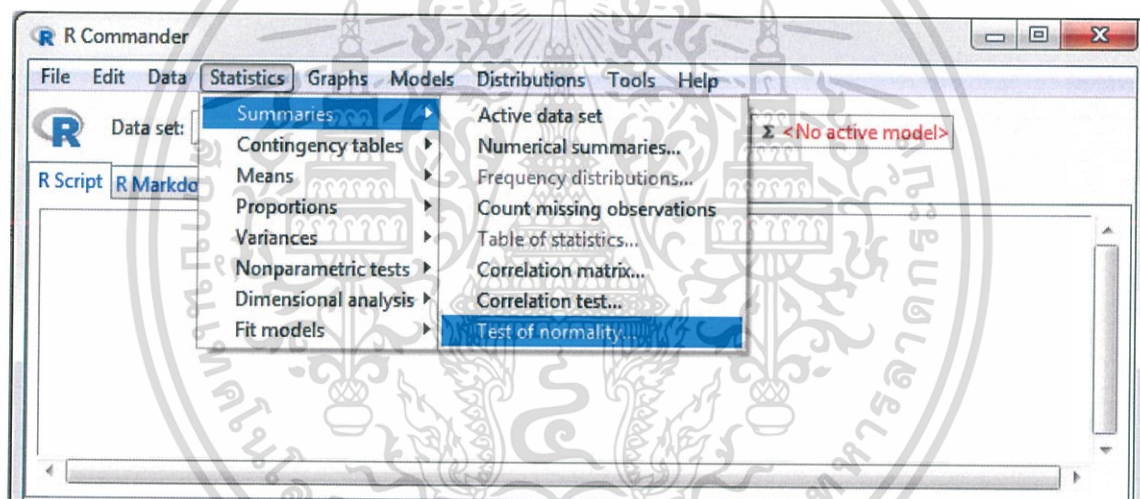 R Commander
File Edit Data Statistics Graphs Models Distributions Tools Help
Data set:
Σ <No active model>
R Script R Markdo
Summaries
Contingency tables
Means
Proportions
Variances
Nonparametric tests
Dimensional analysis
Fit models
Active data set
Numerical summaries...
Frequency distributions...
Count missing observations
Table of statistics...
Correlation matrix...
Correlation test...
Test of normality...